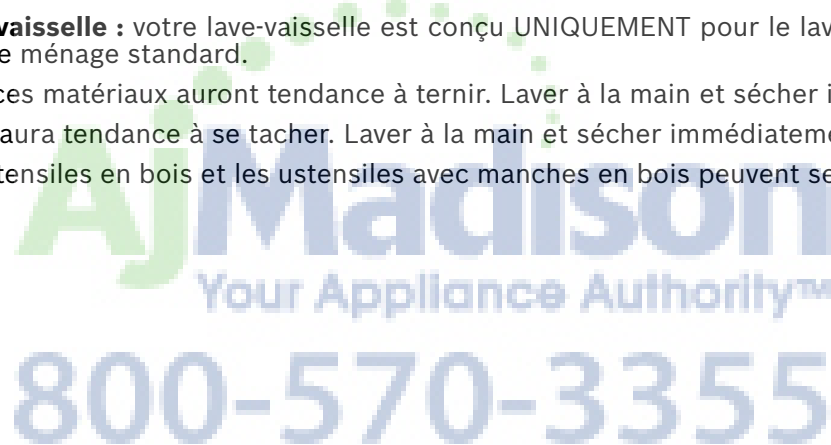 vaisselle : votre lave-vaisselle est conçu UNIQUEMENT pour le lav
e ménage standard.
ces matériaux auront tendance à ternir. Laver à la main et sécher i
aura tendance à se tacher. Laver à la main et sécher immédiateme
tensiles en bois et les ustensiles avec manches en bois peuvent se
AjMadison
Your Appliance Authority™
800-570-3355